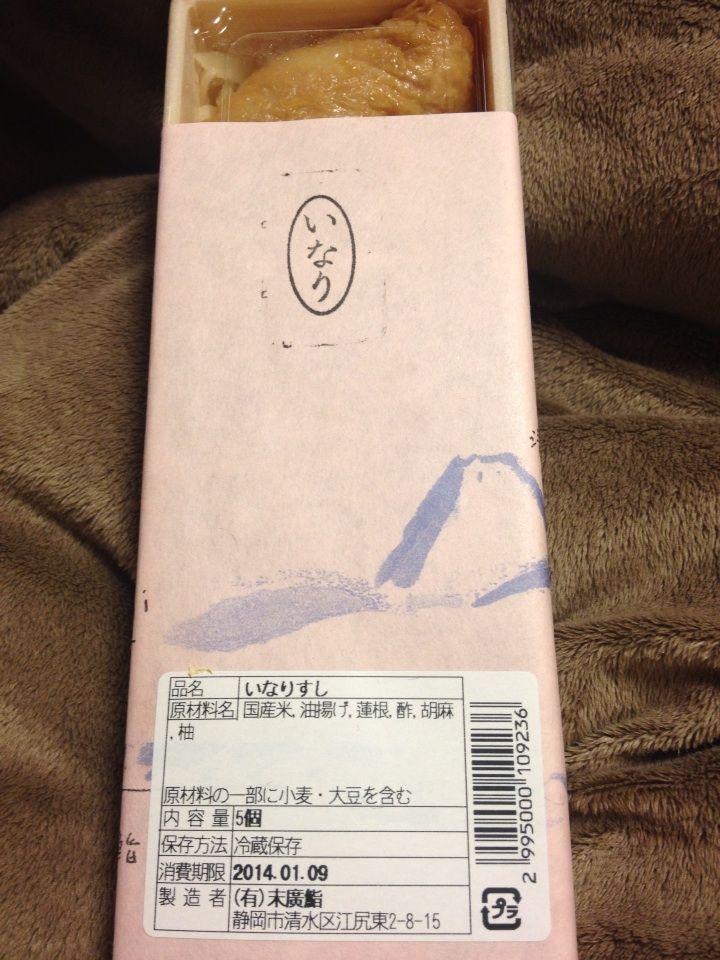 いなり
品名 いなりすし
原材料名 国産米, 油揚げ, 蓮根, 酢, 胡麻
, 柚
原材料の一部に小麦・大豆を含む
内容量 5個
保存方法 冷蔵保存
消費期限 2014.01.09
製造者 (有)末廣鮨
静岡市清水区江尻東2-8-15
2 995000 109236
プラ